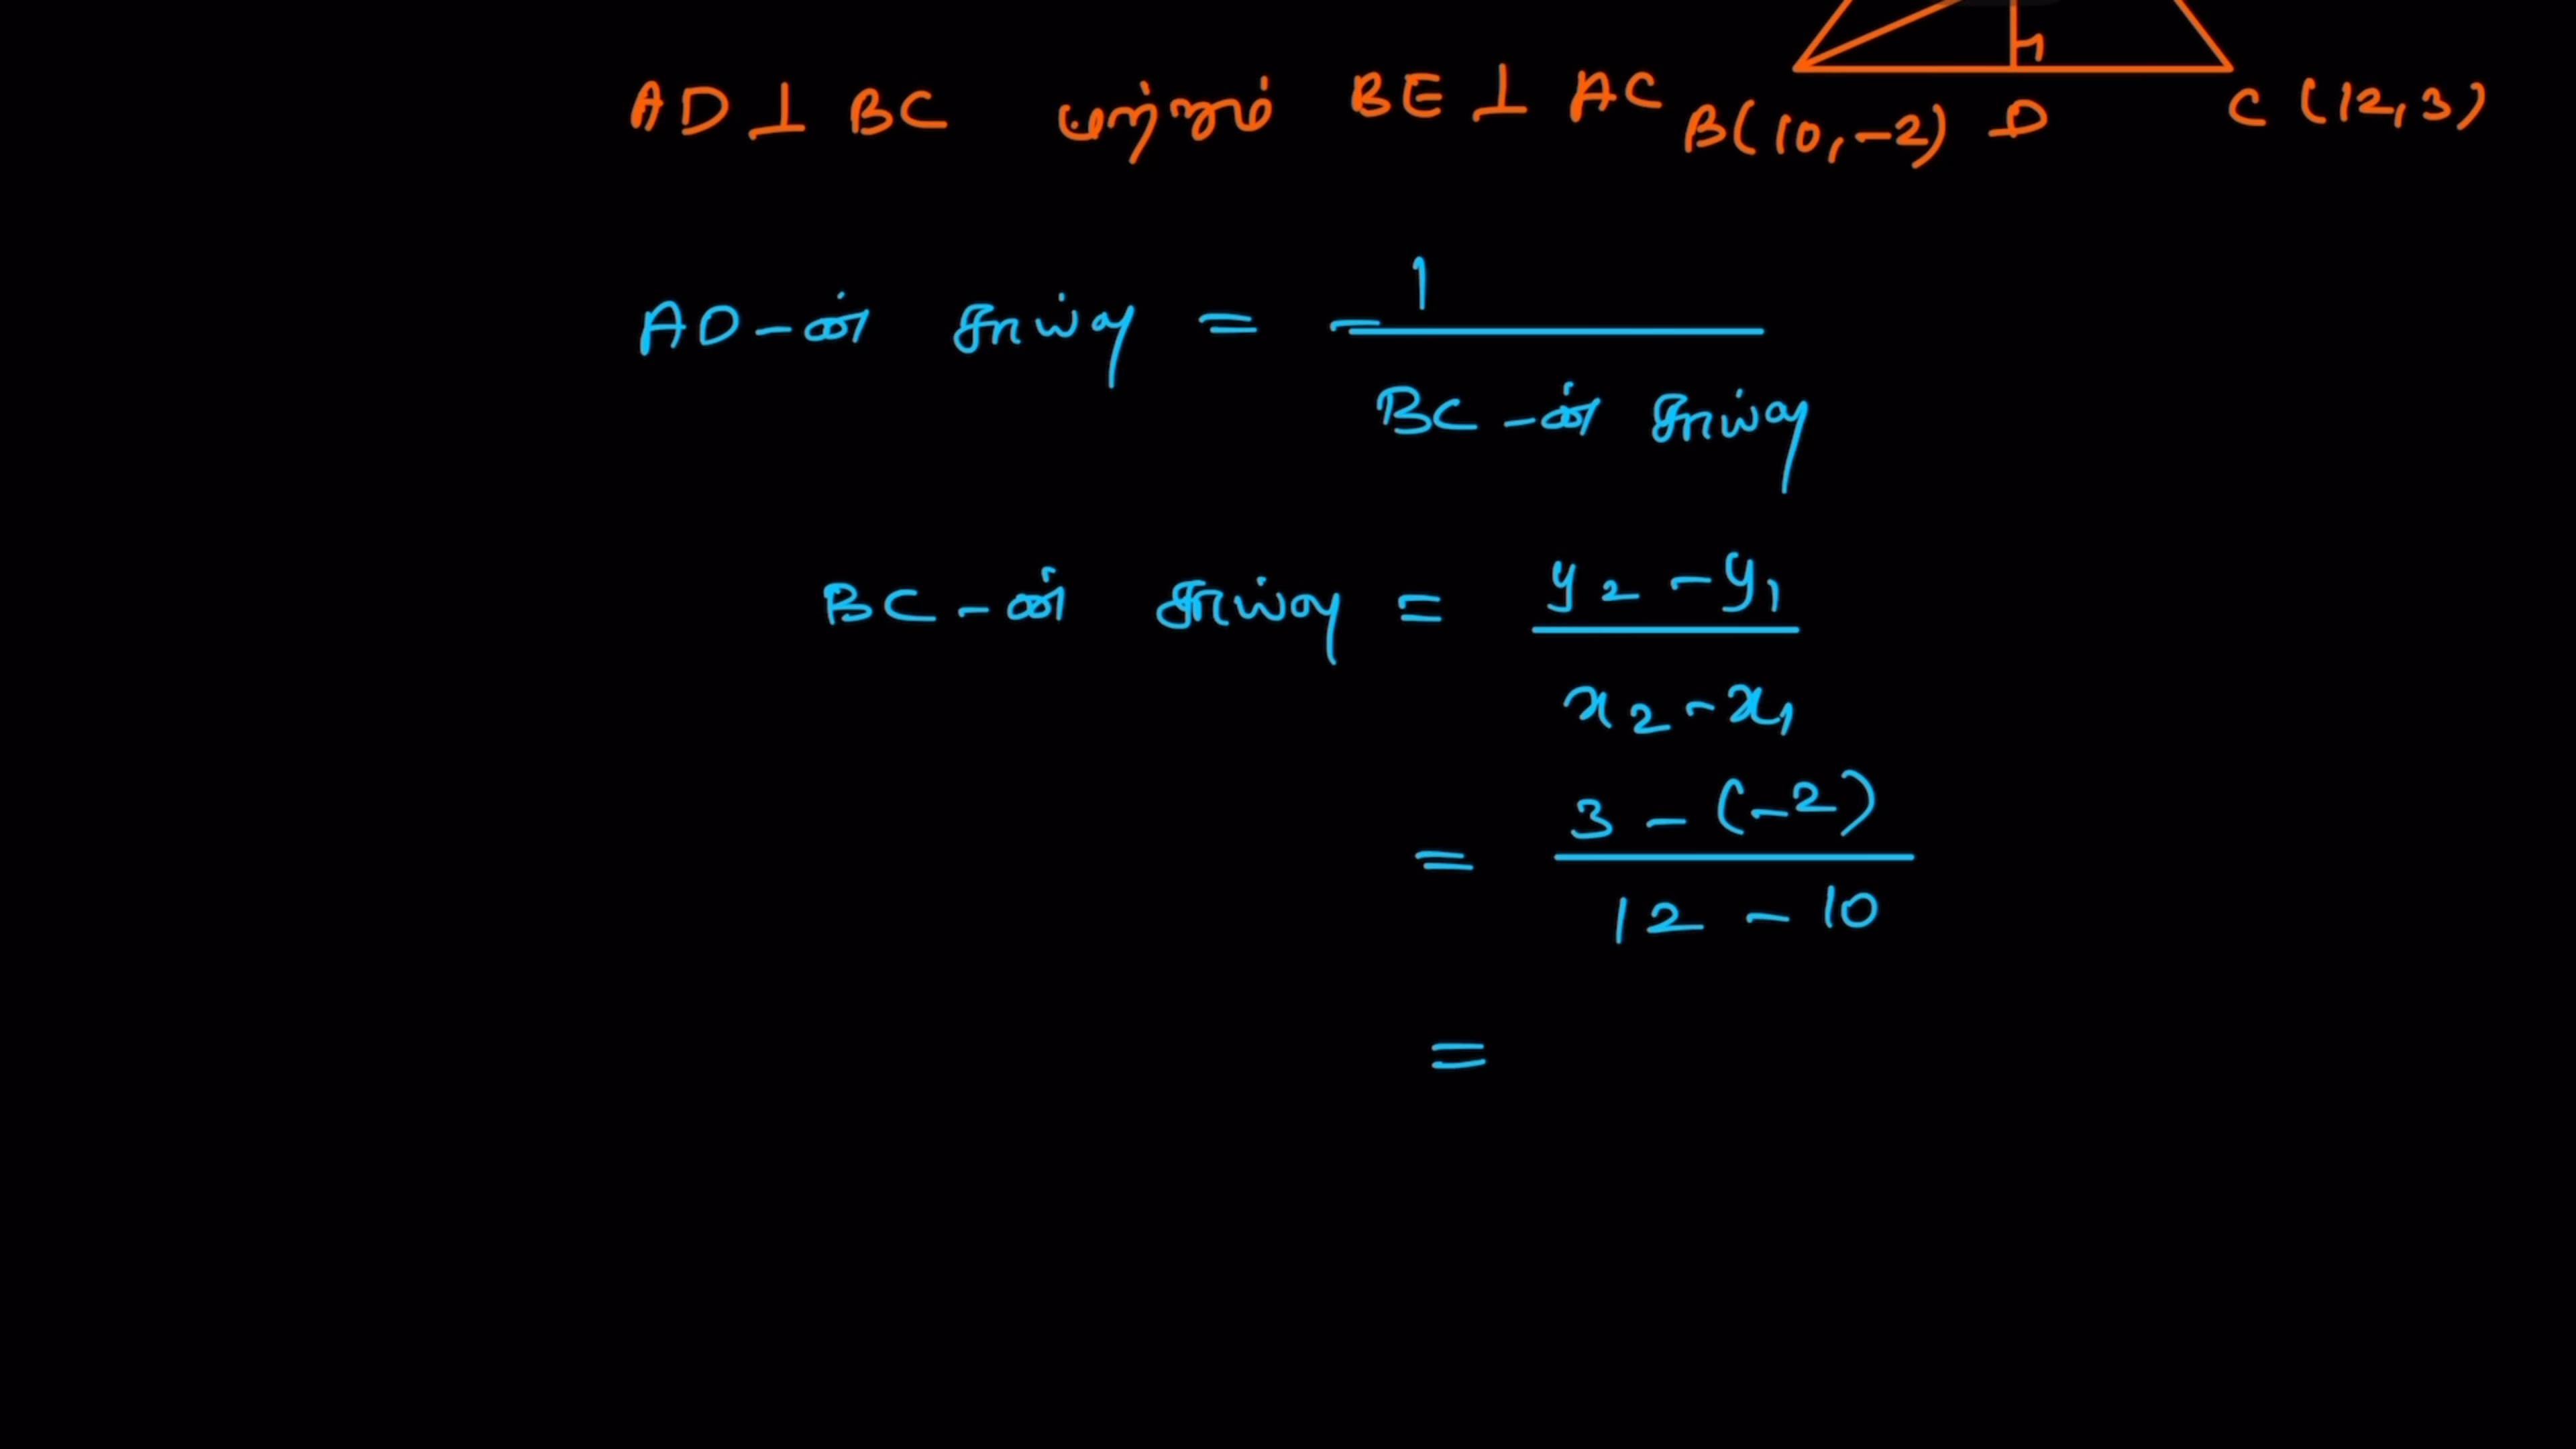 AD ⊥ BC மற்றும் BE ⊥ AC
B(10,-2) D C (12,3)
AD-ன் சாய்வு = -1
BC-ன் சாய்வு
BC-ன் சாய்வு = y₂ - y₁
x₂ - x₁
= 3 - (-2)
12 - 10
=